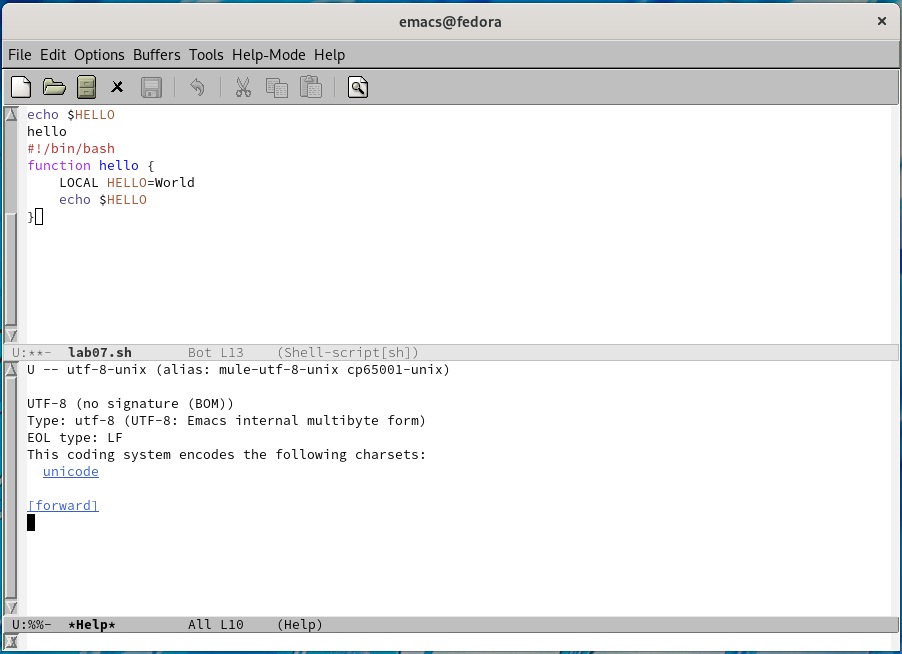 emacs@fedora
File Edit Options Buffers Tools Help-Mode Help
echo $HELLO
hello
#!/bin/bash
function hello {
    LOCAL HELLO=World
    echo $HELLO
}
U:**-  lab07.sh       Bot L13    (Shell-script[sh])
U -- utf-8-unix (alias: mule-utf-8-unix cp65001-unix)
UTF-8 (no signature (BOM))
Type: utf-8 (UTF-8: Emacs internal multibyte form)
EOL type: LF
This coding system encodes the following charsets:
  unicode
[forward]
U:%%-  *Help*         All L10    (Help)